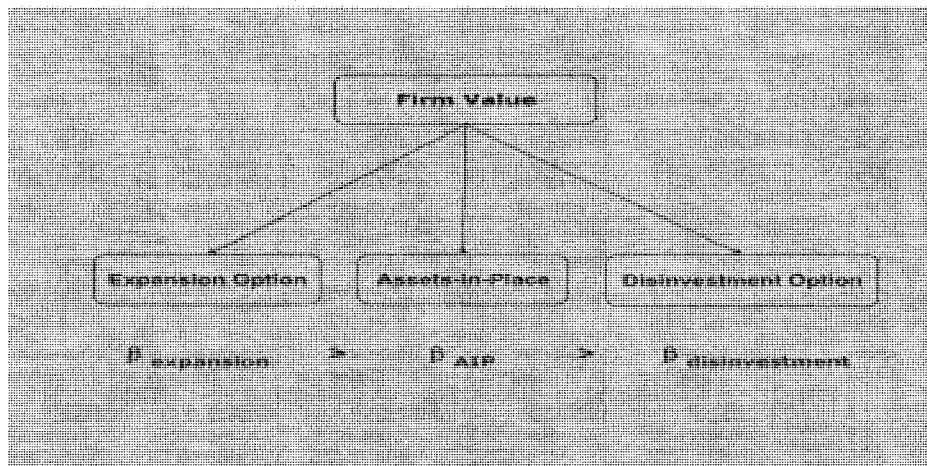 Firm Value
Expansion Option Assets-in-Place Disinvestment Option
β expansion > β AIP > β disinvestment